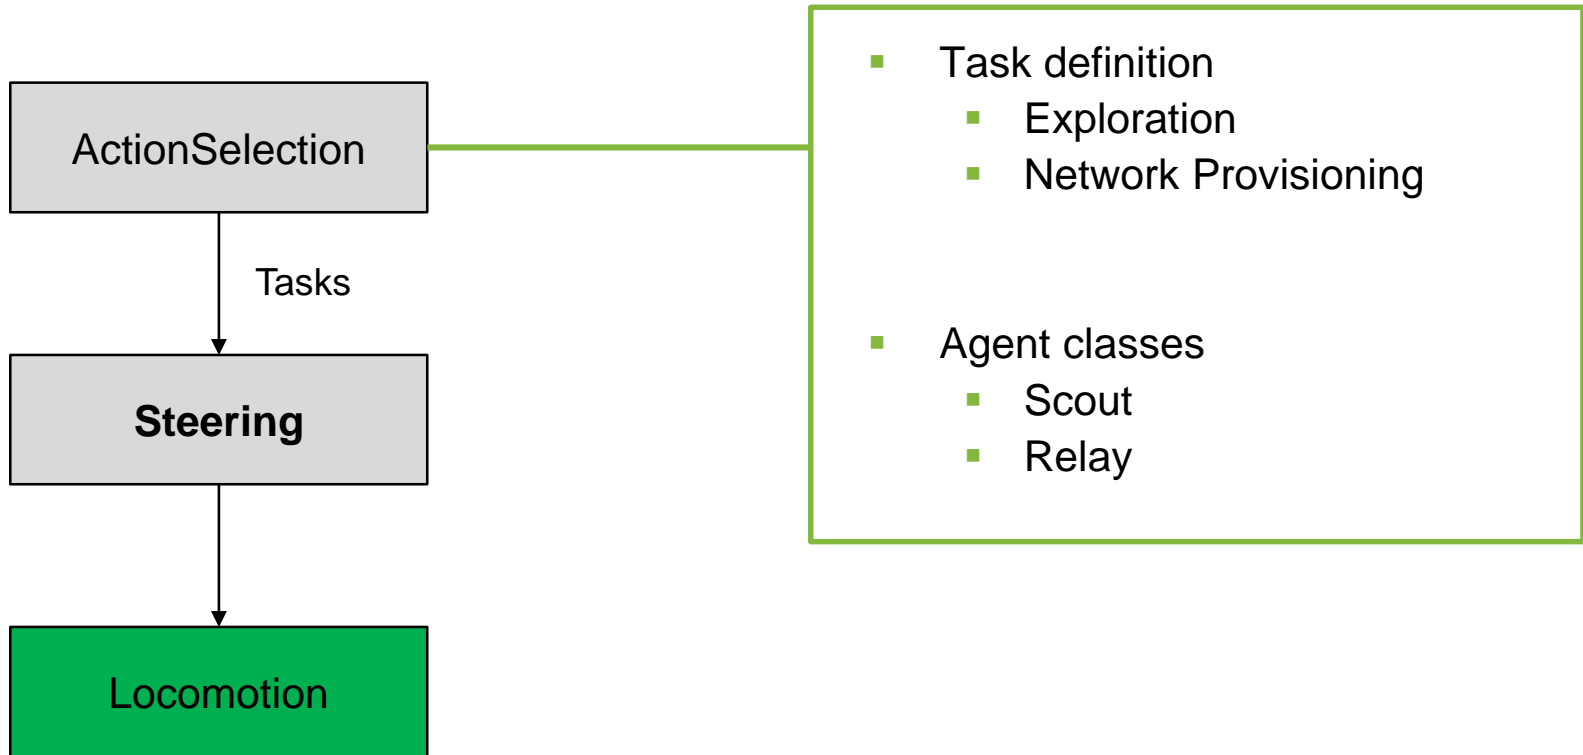 ActionSelection
Tasks
Steering
Locomotion
Task definition
Exploration
Network Provisioning
Agent classes
Scout
Relay